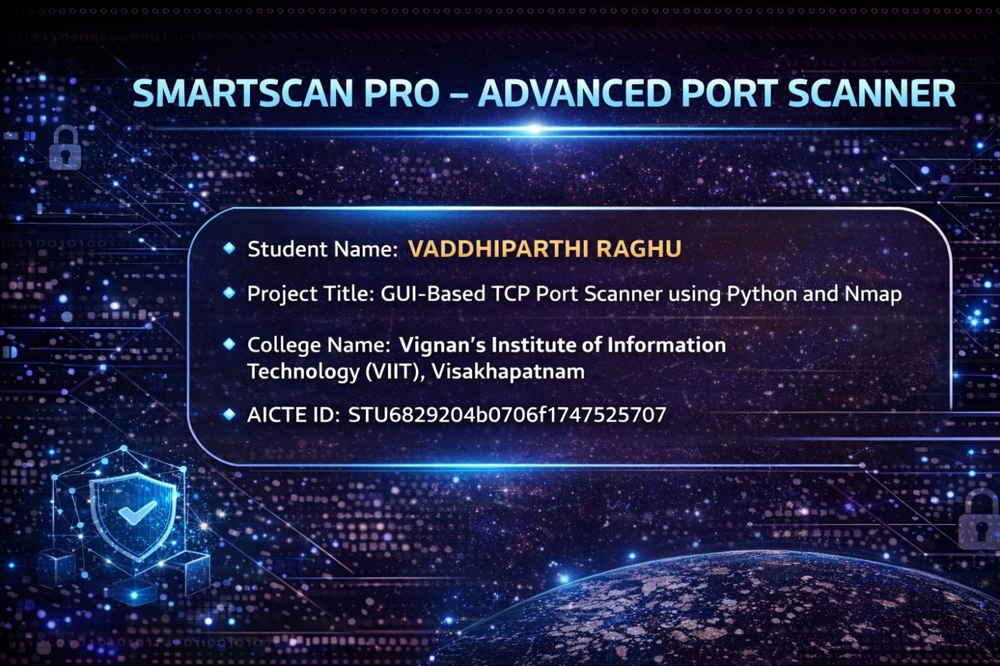 SMARTSCAN PRO – ADVANCED PORT SCANNER
Student Name: VADDHIPARTHI RAGHU
Project Title: GUI-Based TCP Port Scanner using Python and Nmap
College Name: Vignan's Institute of Information
Technology (VIIT), Visakhapatnam
AICTE ID: STU6829204b0706f1747525707